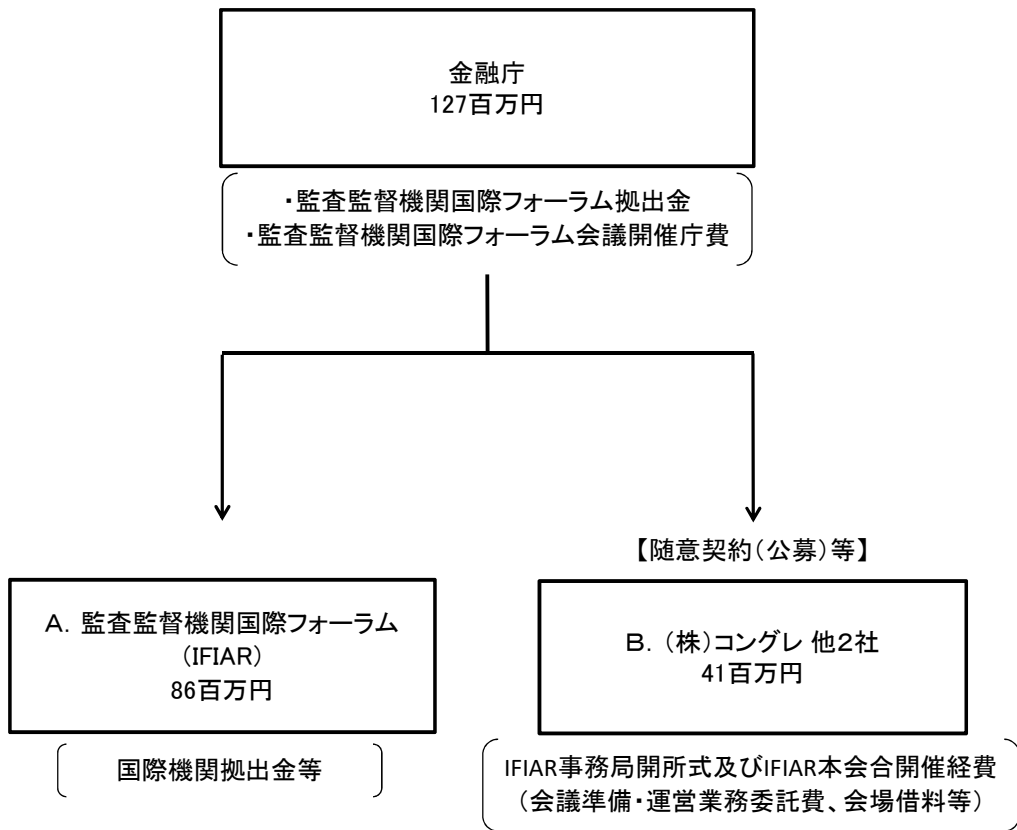 金融庁
127百万円
・監査監督機関国際フォーラム拠出金
・監査監督機関国際フォーラム会議開催庁費
A．監査監督機関国際フォーラム
(IFIAR)
86百万円
国際機関拠出金等
【随意契約(公募)等】
B．(株)コングレ 他２社
41百万円
IFIAR事務局開所式及びIFIAR本会合開催経費
(会議準備・運営業務委託費、会場借料等)